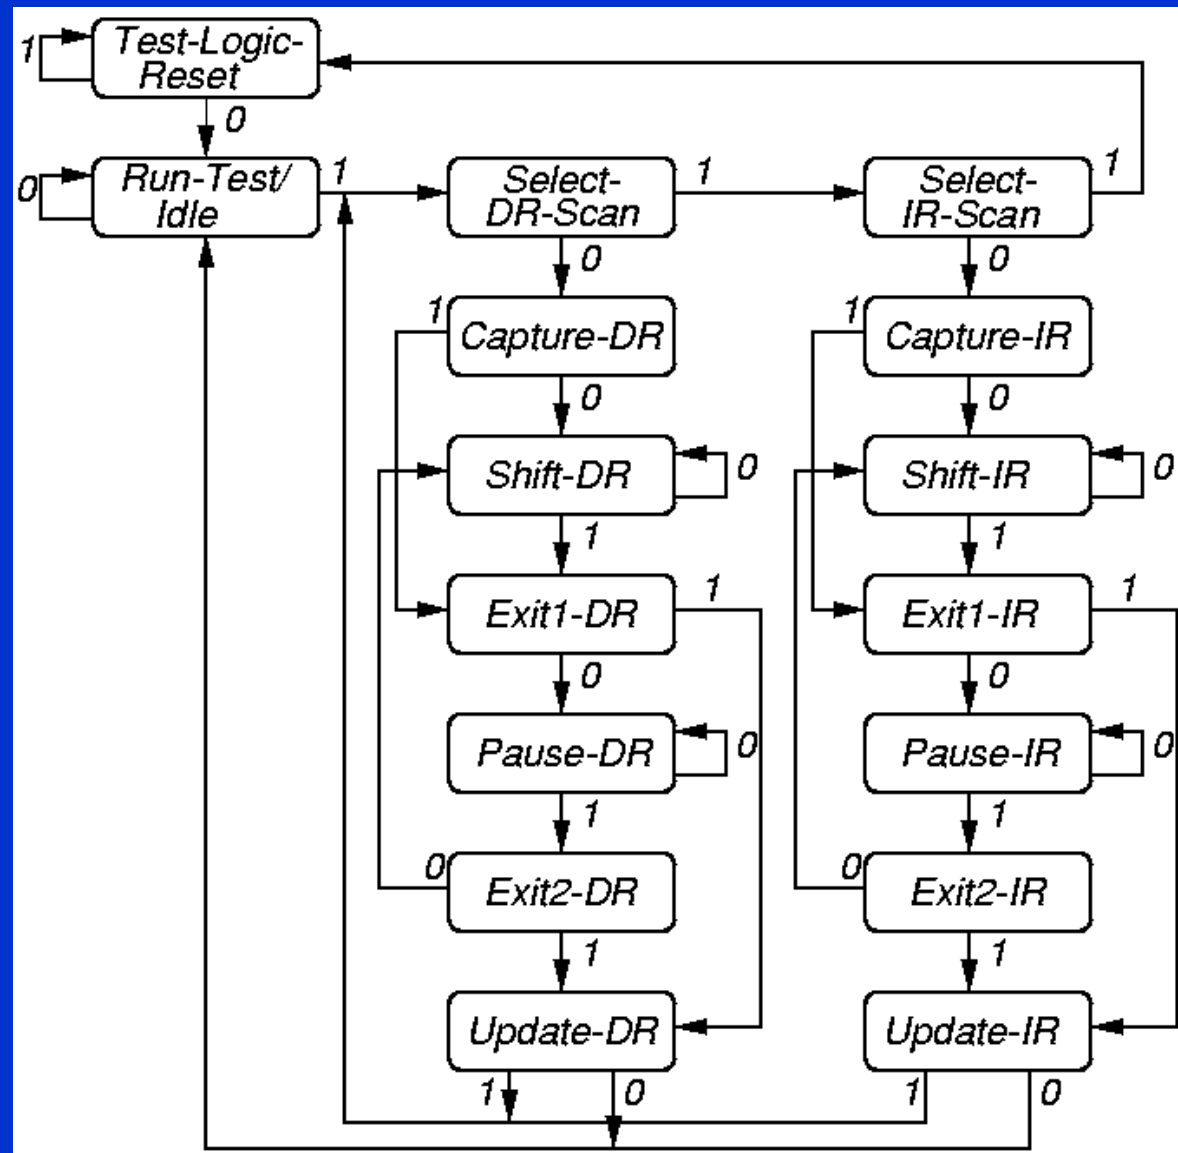 Test-Logic-
Reset
1
0
Run-Test/
Idle
0
1
Select-
DR-Scan
1
Select-
IR-Scan
1
0
0
1
Capture-DR
1
Capture-IR
0
0
Shift-DR
0
Shift-IR
0
1
1
Exit1-DR
1
Exit1-IR
1
0
0
Pause-DR
0
Pause-IR
0
1
1
0
Exit2-DR
0
Exit2-IR
1
1
Update-DR
Update-IR
1
0
1
0